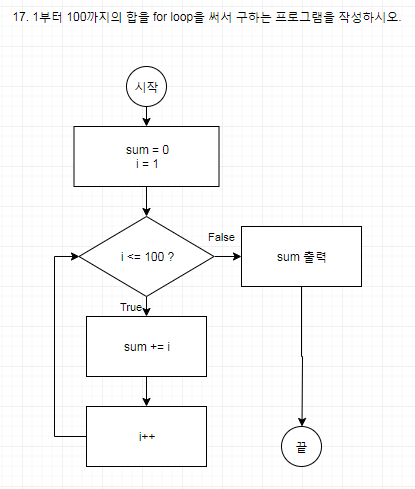 17. 1부터 100까지의 합을 for loop을 써서 구하는 프로그램을 작성하시오.
시작
sum = 0
i = 1
i <= 100 ?
False
sum 출력
True
sum += i
i++
끝